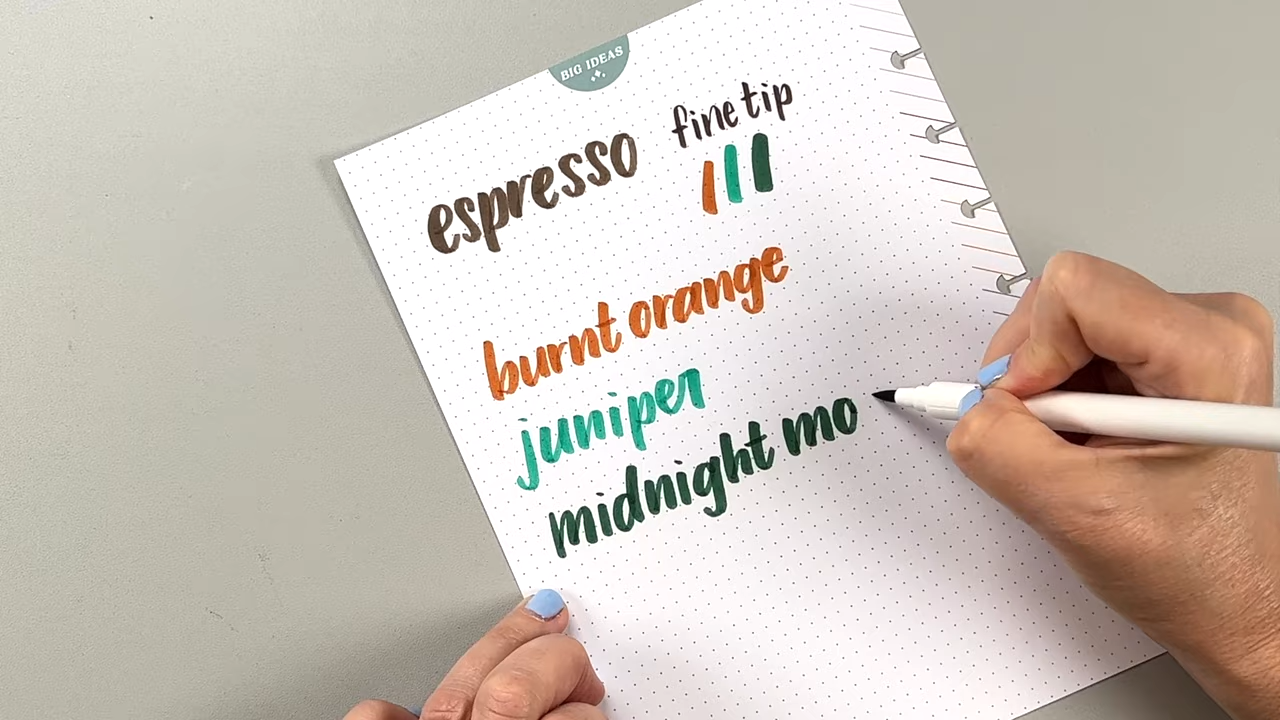 BIG IDEAS
espresso
fine tip
burnt orange
juniper
midnight mo